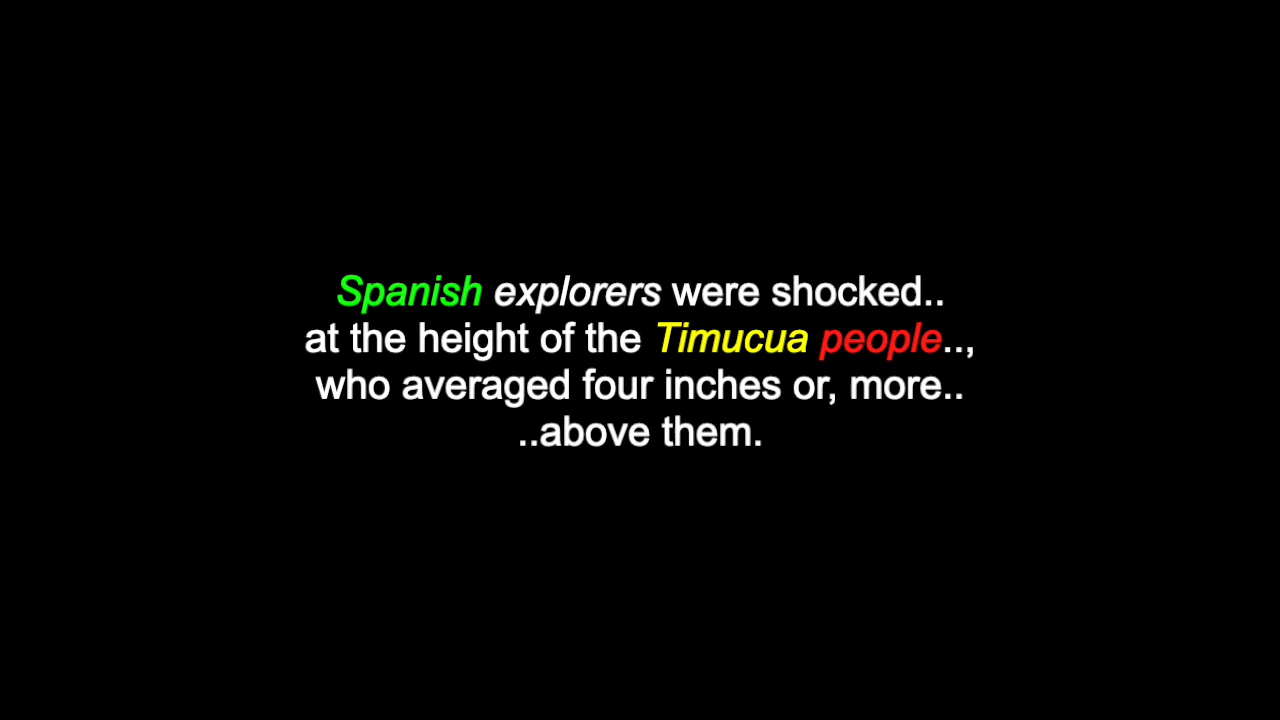 Spanish explorers were shocked..
at the height of the Timucua people..,
who averaged four inches or, more..
..above them.